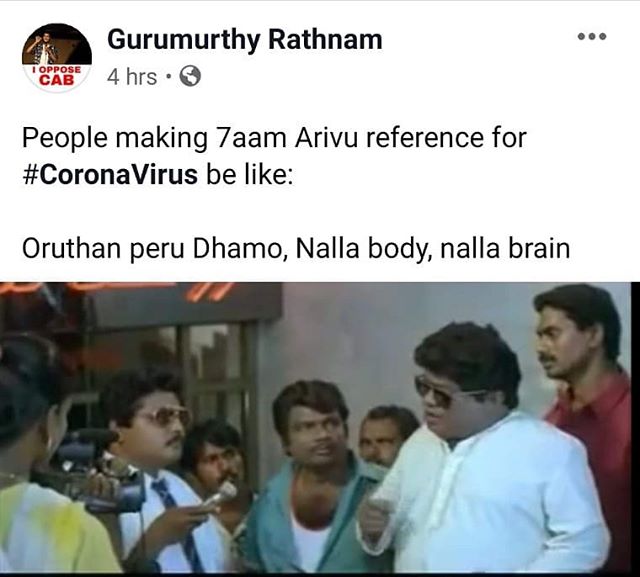 Gurumurthy Rathnam
I OPPOSE
CAB
4 hrs
People making 7aam Arivu reference for
#CoronaVirus be like:
Oruthan peru Dhamo, Nalla body, nalla brain